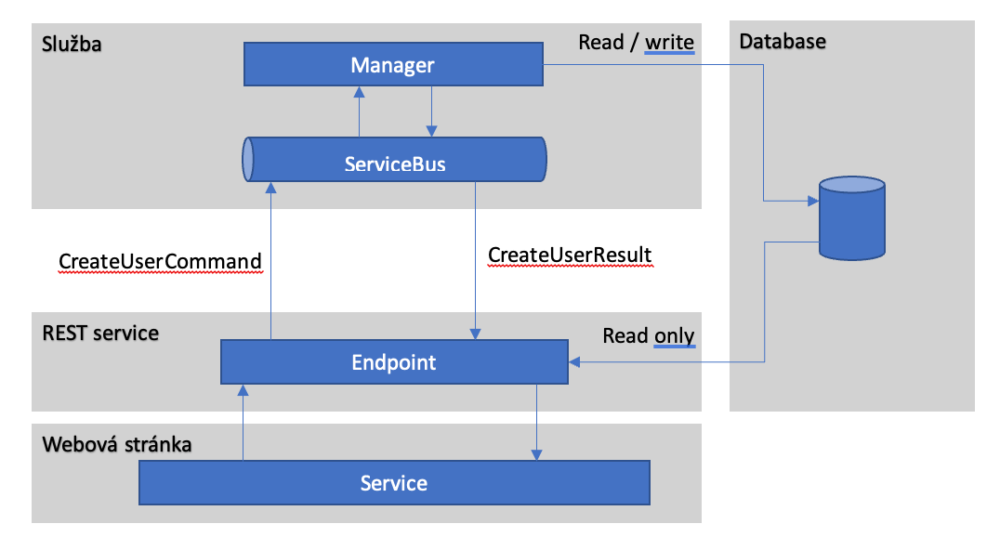 Služba
Read / write
Database
Manager
ServiceBus
CreateUserCommand
CreateUserResult
REST service
Read only
Endpoint
Webová stránka
Service